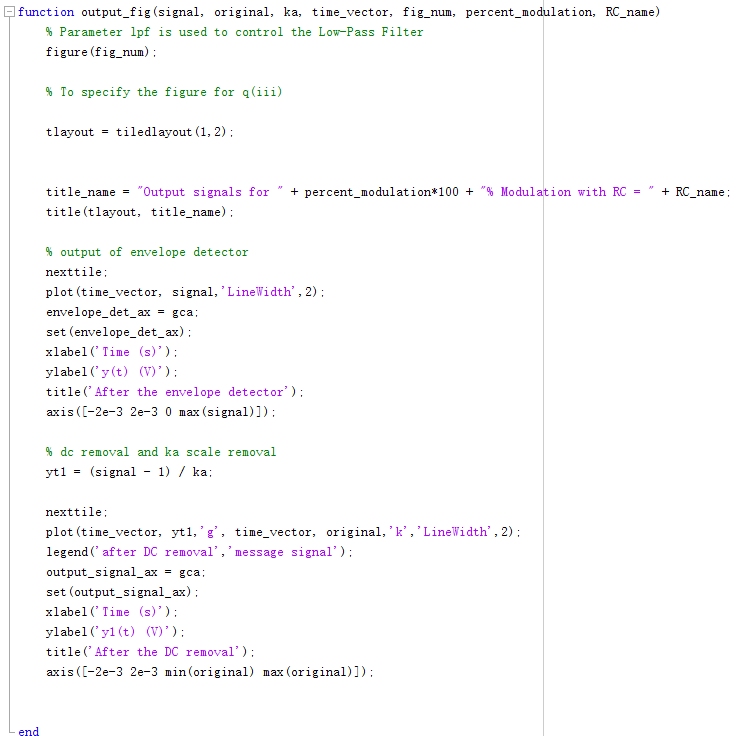 function output_fig(signal, original, ka, time_vector, fig_num, percent_modulation, RC_name)
% Parameter lpf is used to control the Low-Pass Filter
figure(fig_num);
% To specify the figure for q(iii)
tlayout = tiledlayout(1,2);
title_name = "Output signals for " + percent_modulation*100 + "% Modulation with RC = " + RC_name;
title(tlayout, title_name);
% output of envelope detector
nexttile;
plot(time_vector, signal,'LineWidth',2);
envelope_det_ax = gca;
set(envelope_det_ax);
xlabel('Time (s)');
ylabel('y(t) (V)');
title('After the envelope detector');
axis([-2e-3 2e-3 0 max(signal)]);
% dc removal and ka scale removal
yt1 = (signal - 1) / ka;
nexttile;
plot(time_vector, yt1,'g', time_vector, original,'k','LineWidth',2);
legend('after DC removal','message signal');
output_signal_ax = gca;
set(output_signal_ax);
xlabel('Time (s)');
ylabel('y1(t) (V)');
title('After the DC removal');
axis([-2e-3 2e-3 min(original) max(original)]);
end